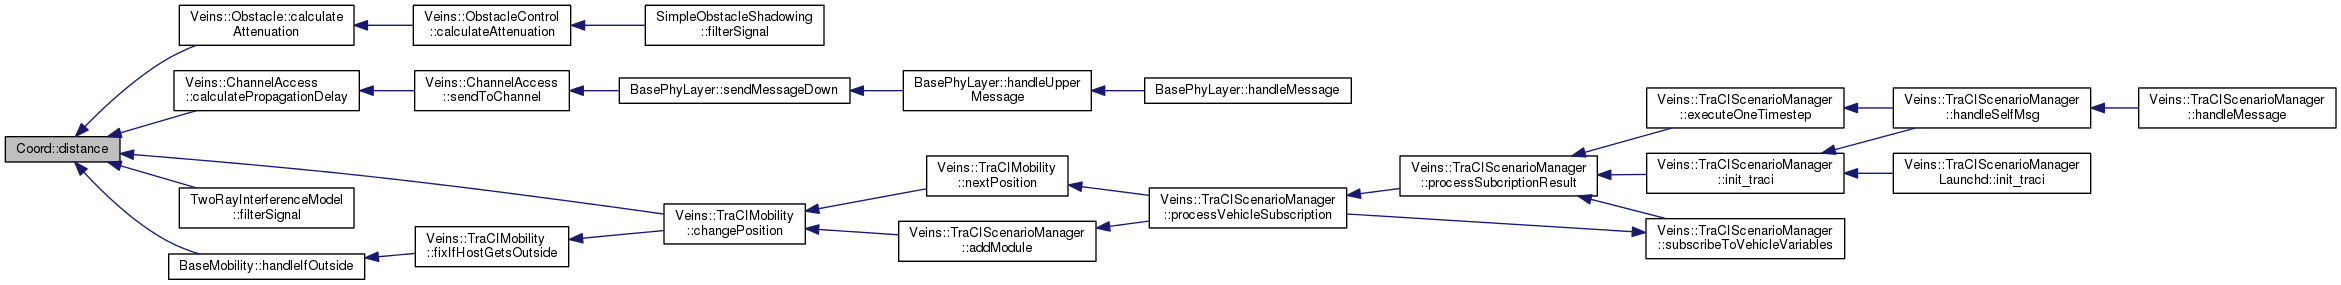 Veins::Obstacle::calculate
Attenuation
Veins::ObstacleControl
::calculateAttenuation
SimpleObstacleShadowing
::filterSignal
Veins::ChannelAccess
::calculatePropagationDelay
Veins::ChannelAccess
::sendToChannel
BasePhyLayer::sendMessageDown
BasePhyLayer::handleUpper
Message
BasePhyLayer::handleMessage
Coord::distance
TwoRayInterferenceModel
::filterSignal
BaseMobility::handleIfOutside
Veins::TraCIMobility
::fixIfHostGetsOutside
Veins::TraCIMobility
::changePosition
Veins::TraCIMobility
::nextPosition
Veins::TraCIScenarioManager
::addModule
Veins::TraCIScenarioManager
::processVehicleSubscription
Veins::TraCIScenarioManager
::processSubcriptionResult
Veins::TraCIScenarioManager
::executeOneTimestep
Veins::TraCIScenarioManager
::init_traci
Veins::TraCIScenarioManager
::subscribeToVehicleVariables
Veins::TraCIScenarioManager
::handleSelfMsg
Veins::TraCIScenarioManager
Launchd::init_traci
Veins::TraCIScenarioManager
::handleMessage